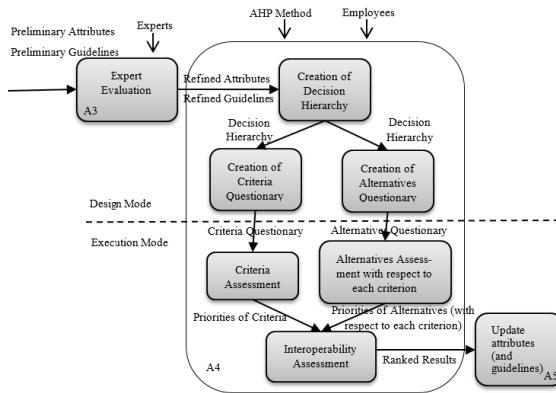 AHP Method
Employees
Preliminary Attributes
Experts
Preliminary Guidelines
Expert
Evaluation
A3
Refined Attributes
Refined Guidelines
Creation of
Decision
Hierarchy
Decision
Hierarchy
Decision
Hierarchy
Creation of
Criteria
Questionary
Creation of
Alternatives
Questionary
Design Mode
Execution Mode
Criteria Questionary
Alternative Questionary
Criteria
Assessment
Alternatives Assess-
ment with respect to
each criterion
Priorities of Criteria
Priorities of Alternatives (with
respect to each criterion)
Interoperability
Assessment
A4
Ranked Results
Update
attributes
(and
guidelines)
A5